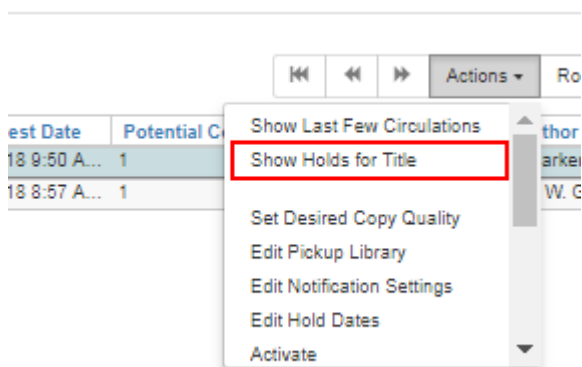 Actions Ro
est Date Potential C
thor
18 9:50 A... 1
arker
18 8:57 A... 1
W. G
Show Last Few Circulations
Show Holds for Title
Set Desired Copy Quality
Edit Pickup Library
Edit Notification Settings
Edit Hold Dates
Activate